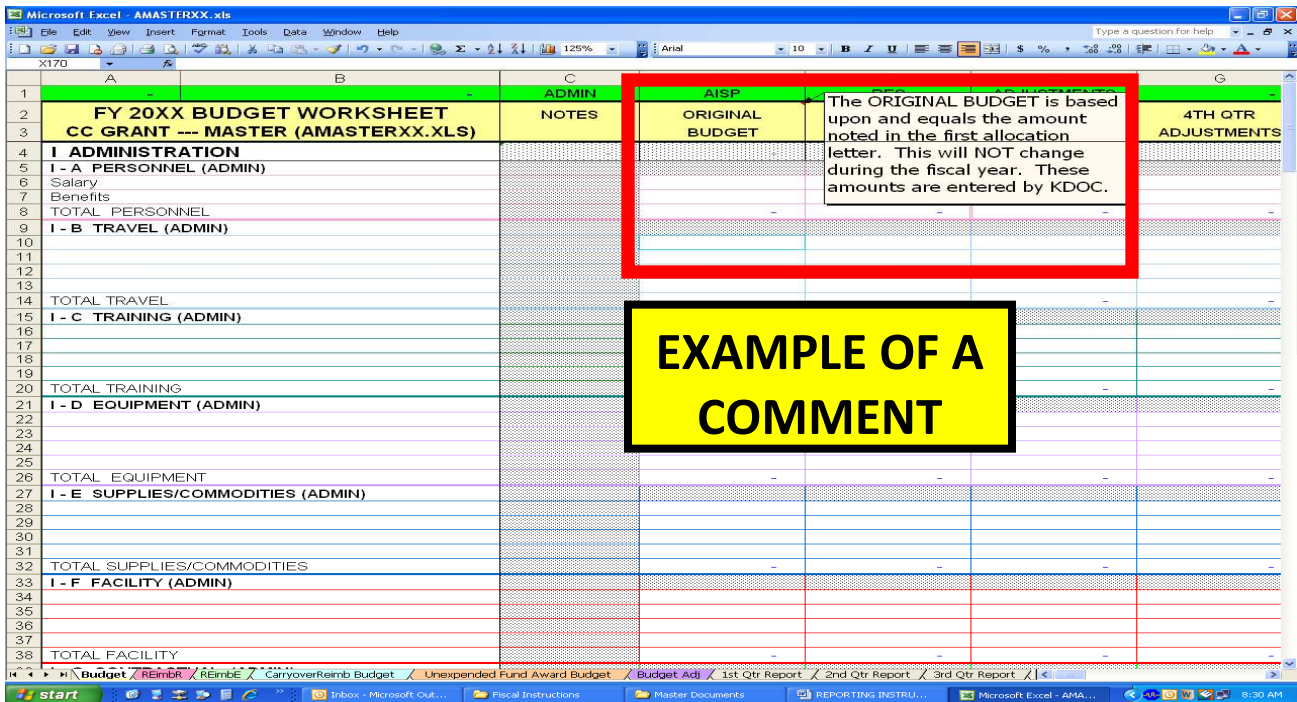 Microsoft Excel - AMASTERXX.xls
File Edit View Insert Format Tools Data Window Help
Type a question for help
125%
Arial
10
B I U
$ % ,
X170
fx
A B C G
1 - - ADMIN AISP -
2 FY 20XX BUDGET WORKSHEET NOTES ORIGINAL 4TH QTR
3 CC GRANT --- MASTER (AMASTERXX.XLS) BUDGET ADJUSTMENTS
The ORIGINAL BUDGET is based
upon and equals the amount
noted in the first allocation
letter. This will NOT change
during the fiscal year. These
amounts are entered by KDOC.
4 I ADMINISTRATION
5 I - A PERSONNEL (ADMIN)
6 Salary
7 Benefits
8 TOTAL PERSONNEL - - - -
9 I - B TRAVEL (ADMIN)
10
11
12
13
14 TOTAL TRAVEL - -
15 I - C TRAINING (ADMIN)
16
17
18
19
20 TOTAL TRAINING - -
21 I - D EQUIPMENT (ADMIN)
22
23
24
25
26 TOTAL EQUIPMENT - - - -
27 I - E SUPPLIES/COMMODITIES (ADMIN)
28
29
30
31
32 TOTAL SUPPLIES/COMMODITIES - - - -
33 I - F FACILITY (ADMIN)
34
35
36
37
38 TOTAL FACILITY - - - -
EXAMPLE OF A
COMMENT
Budget REimbR REimbE CarryoverReimb Budget Unexpended Fund Award Budget Budget Adj 1st Qtr Report 2nd Qtr Report 3rd Qtr Report
start Inbox - Microsoft Out... Fiscal Instructions Master Documents REPORTING INSTRU... Microsoft Excel - AMA... 8:30 AM